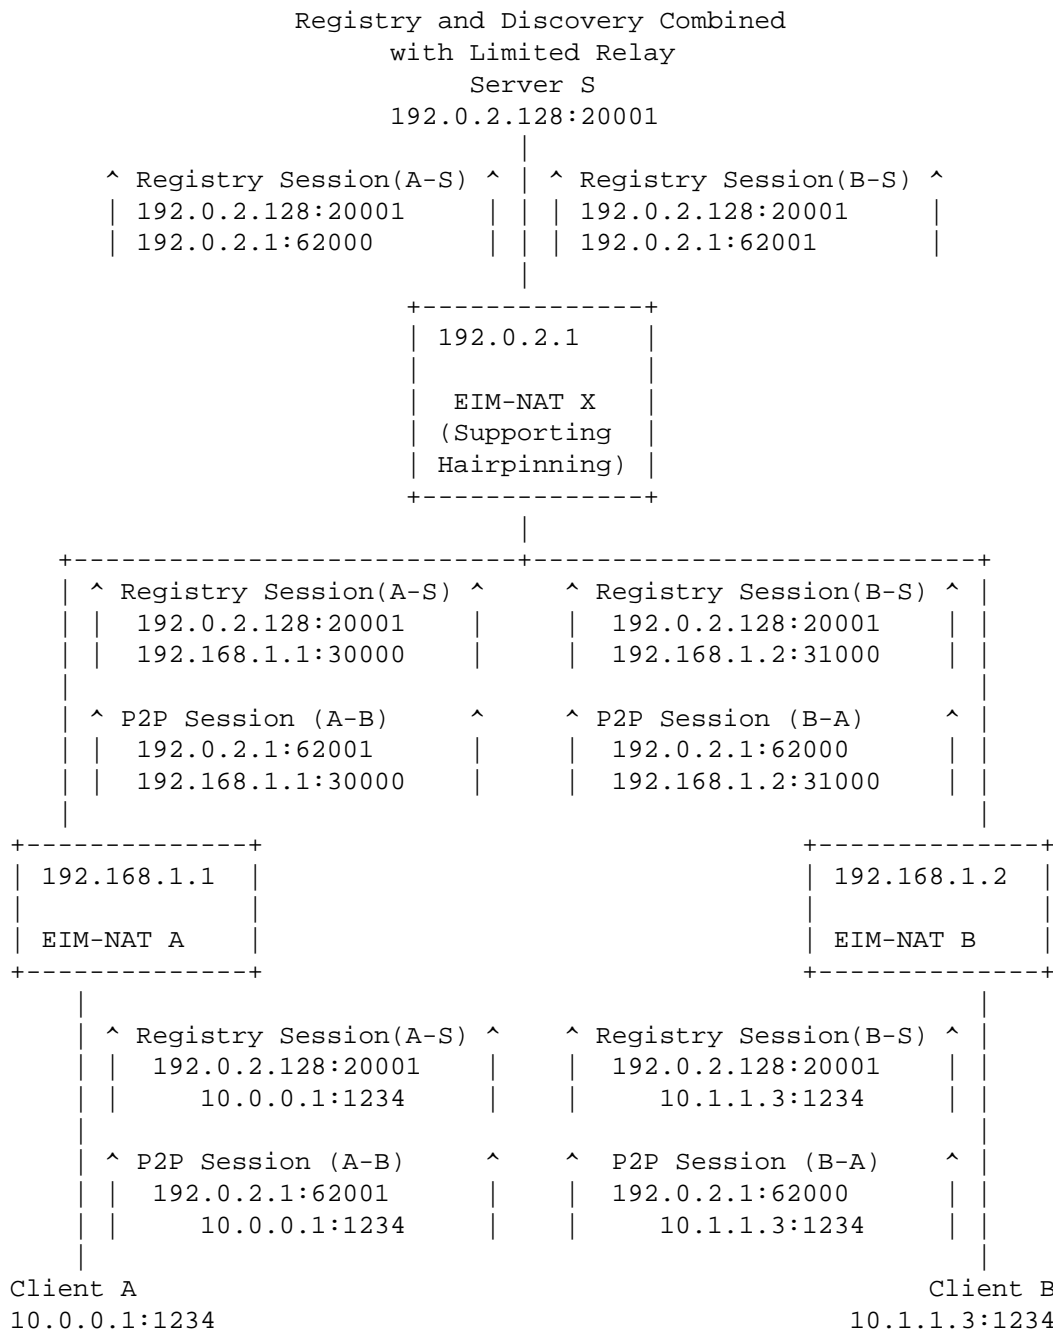 Registry and Discovery Combined
with Limited Relay
Server S
192.0.2.128:20001
|
^ Registry Session(A-S) ^ | ^ Registry Session(B-S) ^
| 192.0.2.128:20001 | | | 192.0.2.128:20001 |
| 192.0.2.1:62000 | | | 192.0.2.1:62001 |
|
+--------------+
| 192.0.2.1 |
| |
| EIM-NAT X |
| (Supporting |
| Hairpinning) |
+--------------+
|
+----------------------------+----------------------------+
| ^ Registry Session(A-S) ^ ^ Registry Session(B-S) ^ |
| | 192.0.2.128:20001 | | 192.0.2.128:20001 | |
| | 192.168.1.1:30000 | | 192.168.1.2:31000 | |
| |
| ^ P2P Session (A-B) ^ ^ P2P Session (B-A) ^ |
| | 192.0.2.1:62001 | | 192.0.2.1:62000 | |
| | 192.168.1.1:30000 | | 192.168.1.2:31000 | |
| |
+--------------+ +--------------+
| 192.168.1.1 | | 192.168.1.2 |
| | | |
| EIM-NAT A | | EIM-NAT B |
+--------------+ +--------------+
| |
| ^ Registry Session(A-S) ^ ^ Registry Session(B-S) ^ |
| | 192.0.2.128:20001 | | 192.0.2.128:20001 | |
| | 10.0.0.1:1234 | | 10.1.1.3:1234 | |
| |
| ^ P2P Session (A-B) ^ ^ P2P Session (B-A) ^ |
| | 192.0.2.1:62001 | | 192.0.2.1:62000 | |
| | 10.0.0.1:1234 | | 10.1.1.3:1234 | |
| |
Client A Client B
10.0.0.1:1234 10.1.1.3:1234